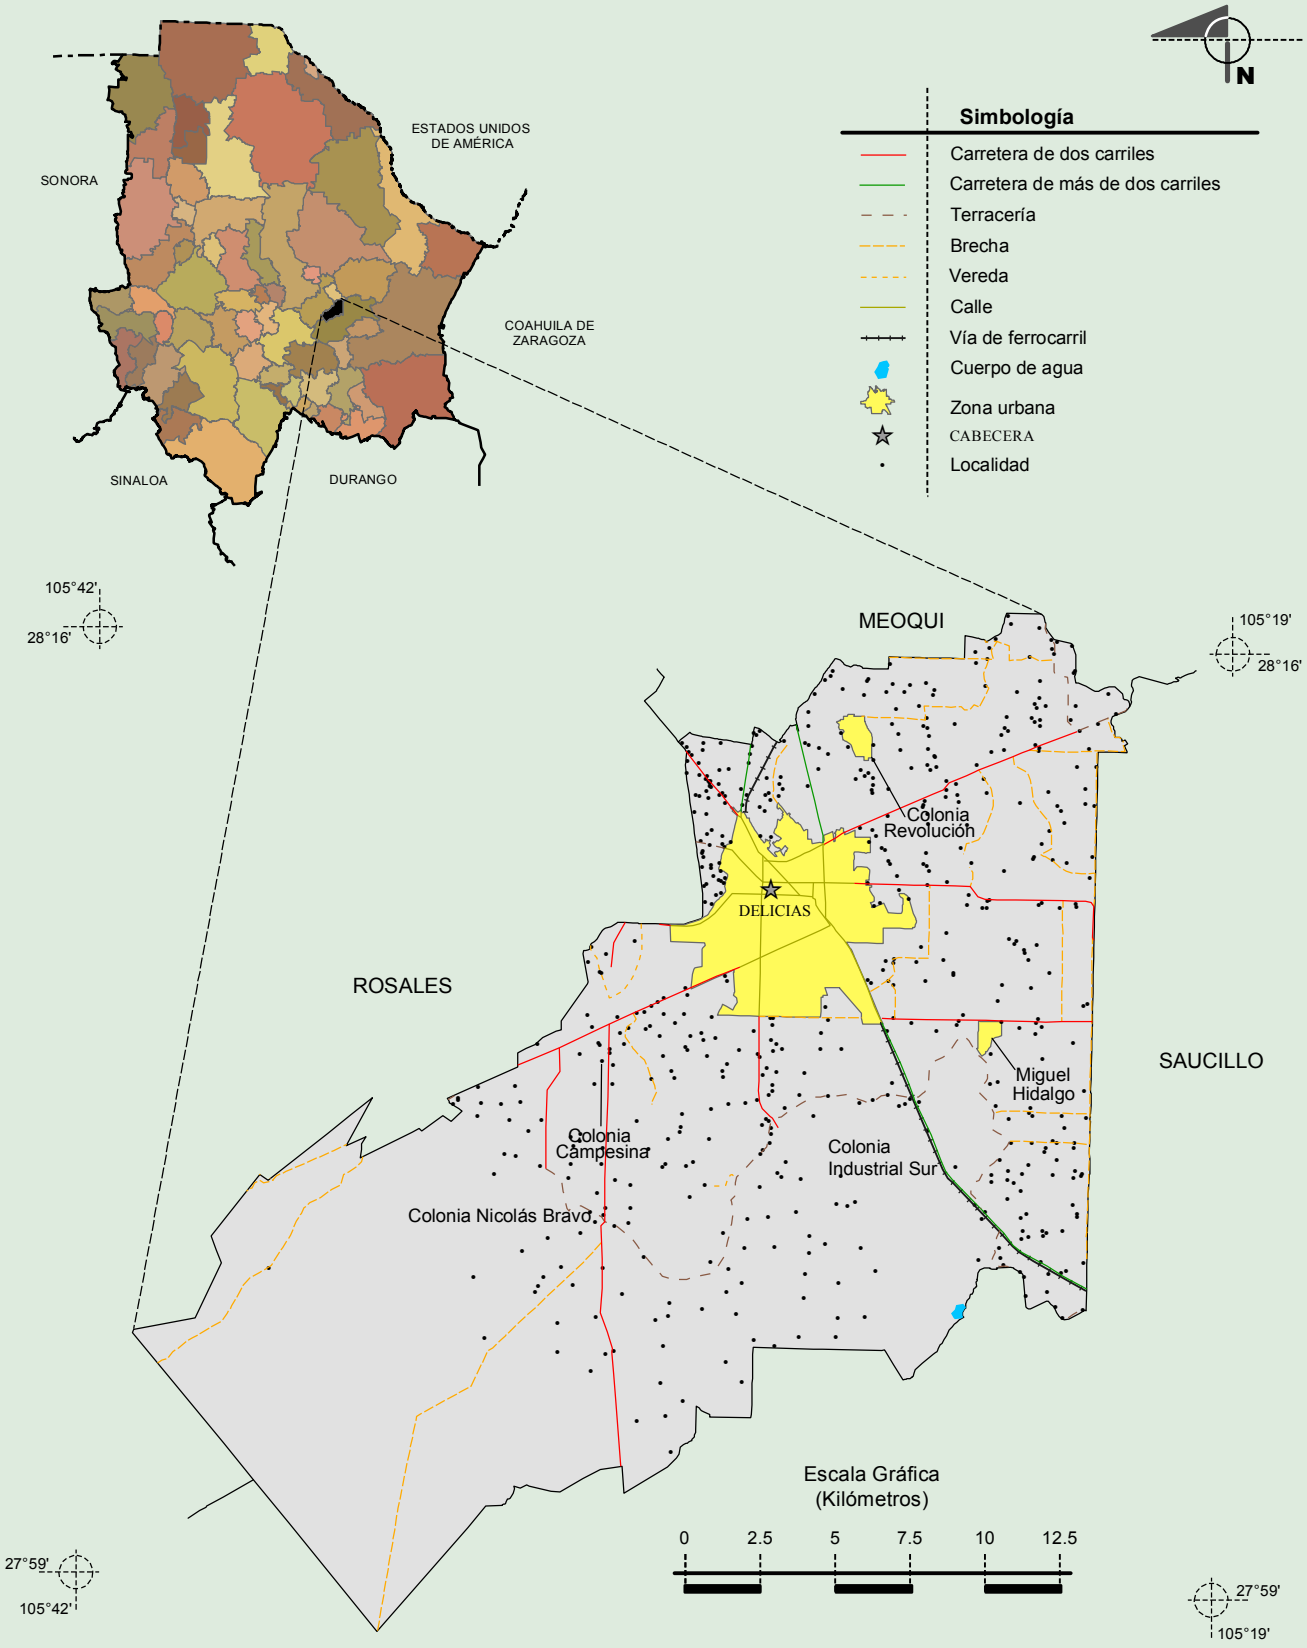 N
Simbología
Carretera de dos carriles
Carretera de más de dos carriles
Terracería
Brecha
Vereda
Calle
Vía de ferrocarril
Cuerpo de agua
Zona urbana
CABECERA
Localidad
ESTADOS UNIDOS
DE AMÉRICA
SONORA
COAHUILA DE
ZARAGOZA
SINALOA
DURANGO
105°42'
28°16'
MEOQUI
105°19'
28°16'
Colonia
Revolución
DELICIAS
ROSALES
SAUCILLO
Miguel
Hidalgo
Colonia
Campesina
Colonia
Industrial Sur
Colonia Nicolás Bravo
Escala Gráfica
(Kilómetros)
0 2.5 5 7.5 10 12.5
27°59'
105°42'
27°59'
105°19'